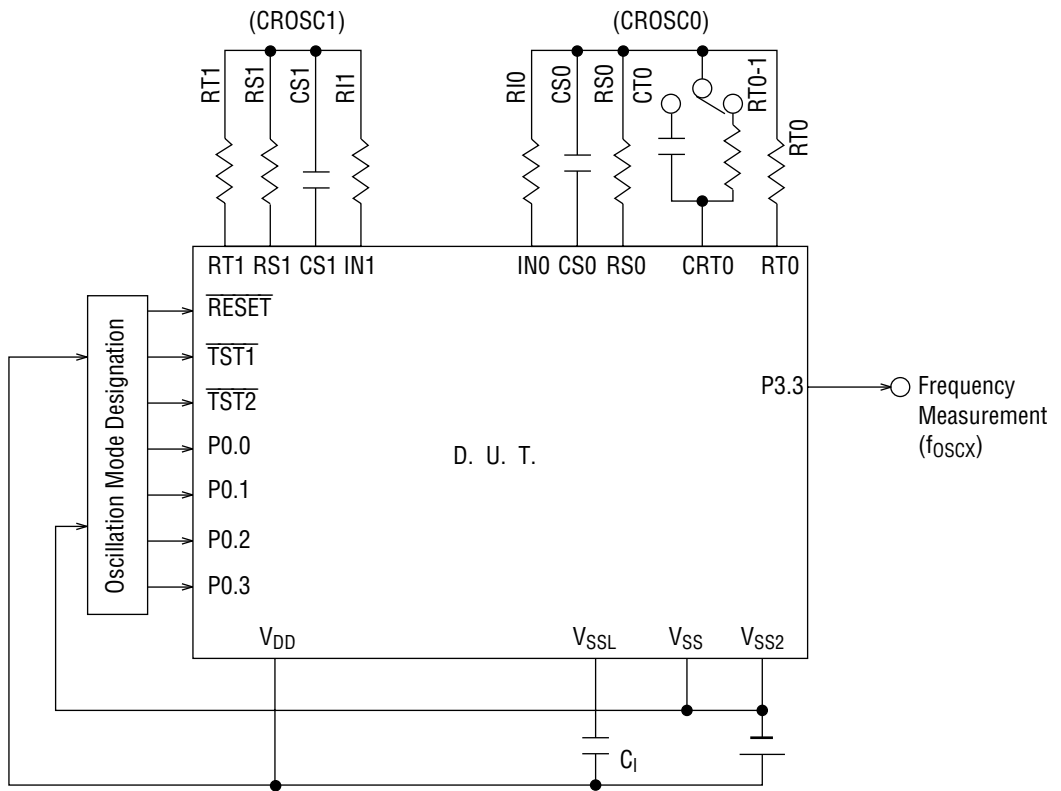 (CROSC1)
(CROSC0)
RT1
RS1
CS1
RI1
RI0
CS0
RS0
CT0
RT0-1
RT0
RT1 RS1 CS1 IN1
IN0 CS0 RS0 CRT0 RT0
RESET
TST1
TST2
P0.0
P0.1
P0.2
P0.3
Oscillation Mode Designation
D. U. T.
P3.3
Frequency
Measurement
(fOSCX)
VDD
VSSL
VSS
VSS2
CI